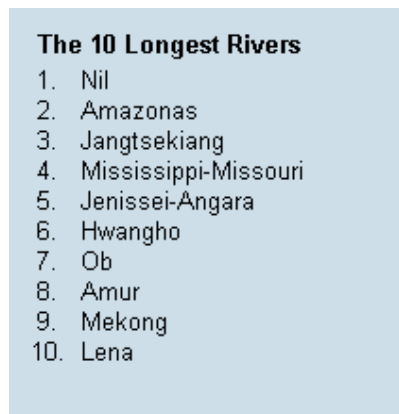 The 10 Longest Rivers
1. Nil
2. Amazonas
3. Jangtsekiang
4. Mississippi-Missouri
5. Jenissei-Angara
6. Hwangho
7. Ob
8. Amur
9. Mekong
10. Lena